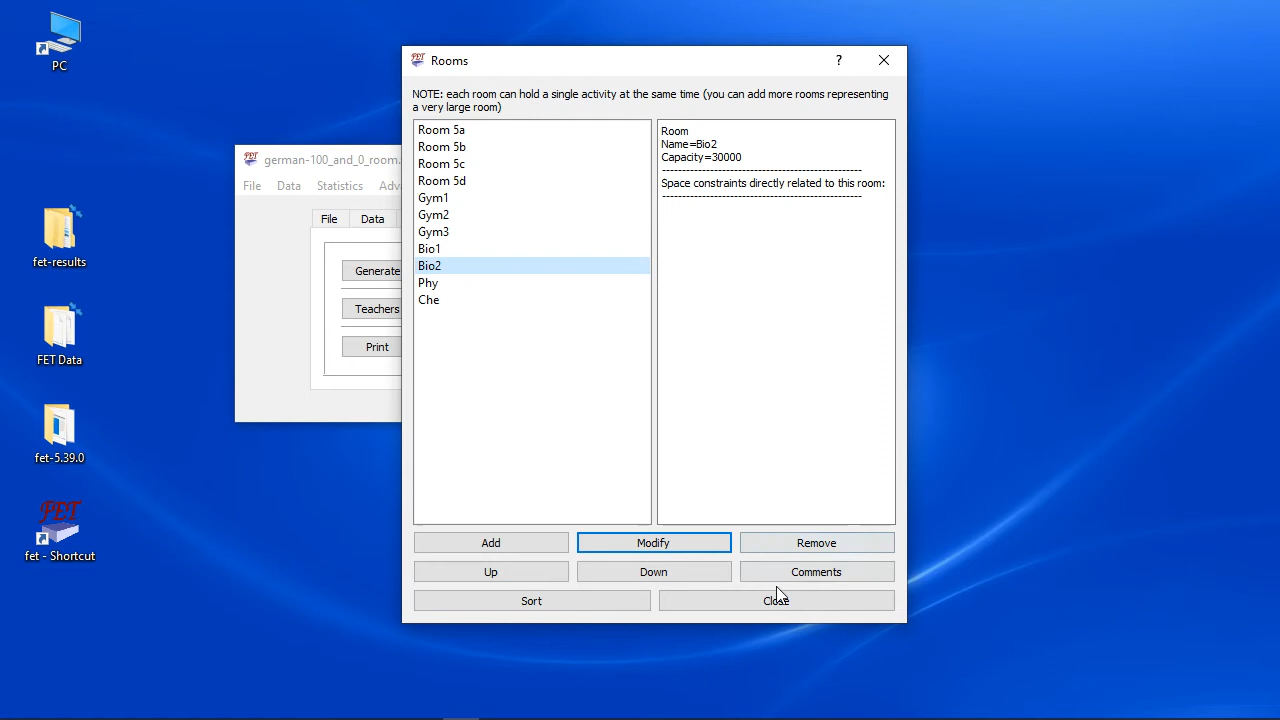 PC
fet-results
FET Data
fet-5.39.0
FET
fet - Shortcut
FET
german-100_and_0_room.
File Data Statistics Adv
File Data
Generate
Teachers
Print
FET Rooms ?
NOTE: each room can hold a single activity at the same time (you can add more rooms representing
a very large room)
Room 5a
Room 5b
Room 5c
Room 5d
Gym1
Gym2
Gym3
Bio1
Bio2
Phy
Che
Room
Name=Bio2
Capacity=30000
--------------------------------------------------
Space constraints directly related to this room:
--------------------------------------------------
Add Modify Remove
Up Down Comments
Sort Close